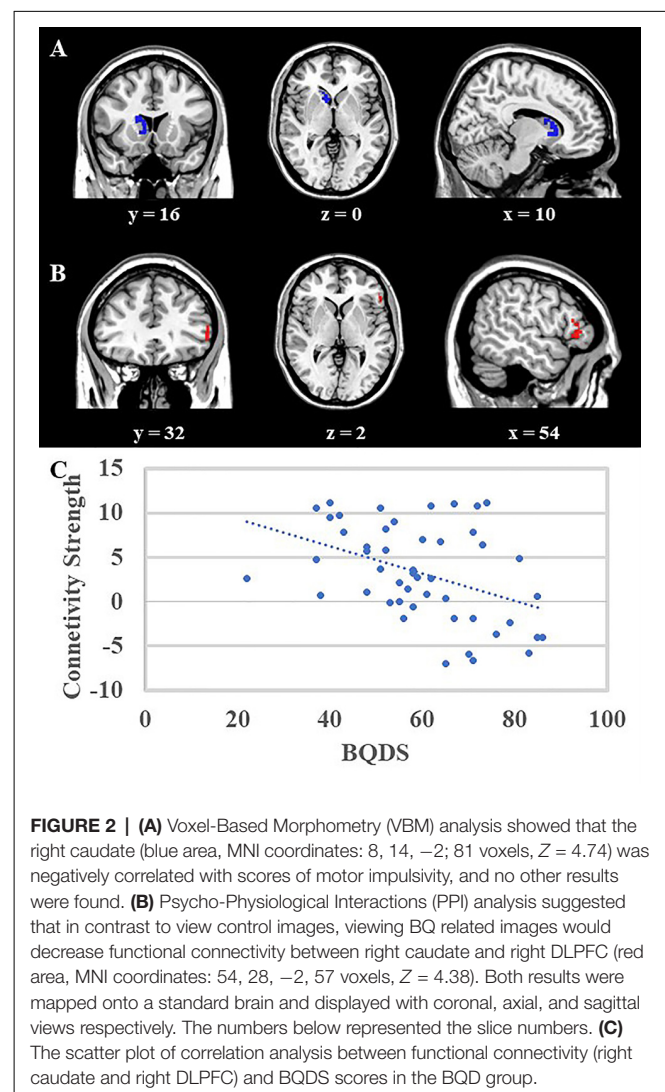 A
y = 16
z = 0
x = 10
B
y = 32
z = 2
x = 54
C
15
10
5
0
-5
-10
Connetivity Strength
0
20
40
60
80
100
BQDS
FIGURE 2 | (A) Voxel-Based Morphometry (VBM) analysis showed that the
right caudate (blue area, MNI coordinates: 8, 14, −2; 81 voxels, Z = 4.74) was
negatively correlated with scores of motor impulsivity, and no other results
were found. (B) Psycho-Physiological Interactions (PPI) analysis suggested
that in contrast to view control images, viewing BQ related images would
decrease functional connectivity between right caudate and right DLPFC (red
area, MNI coordinates: 54, 28, −2, 57 voxels, Z = 4.38). Both results were
mapped onto a standard brain and displayed with coronal, axial, and sagittal
views respectively. The numbers below represented the slice numbers. (C)
The scatter plot of correlation analysis between functional connectivity (right
caudate and right DLPFC) and BQDS scores in the BQD group.